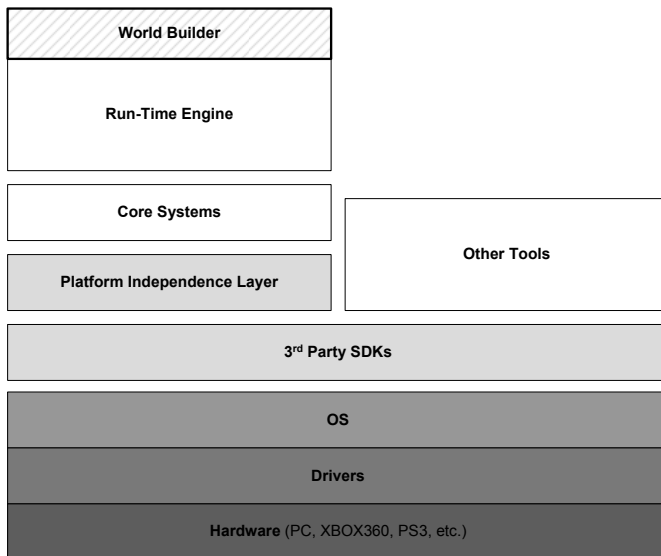 World Builder
Run-Time Engine
Core Systems
Other Tools
Platform Independence Layer
3rd Party SDKs
OS
Drivers
Hardware (PC, XBOX360, PS3, etc.)